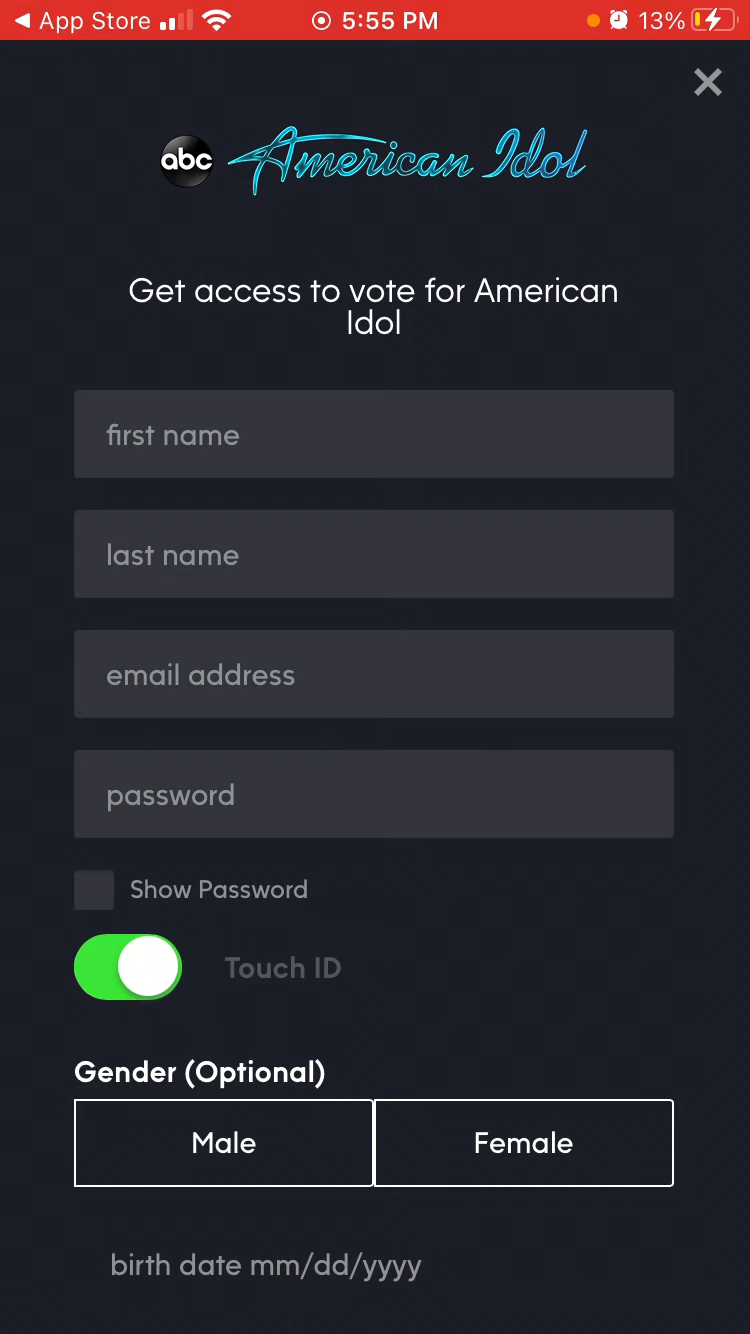 App Store 5:55 PM 13%
abc American Idol
Get access to vote for American
Idol
first name
last name
email address
password
Show Password
Touch ID
Gender (Optional)
Male Female
birth date mm/dd/yyyy